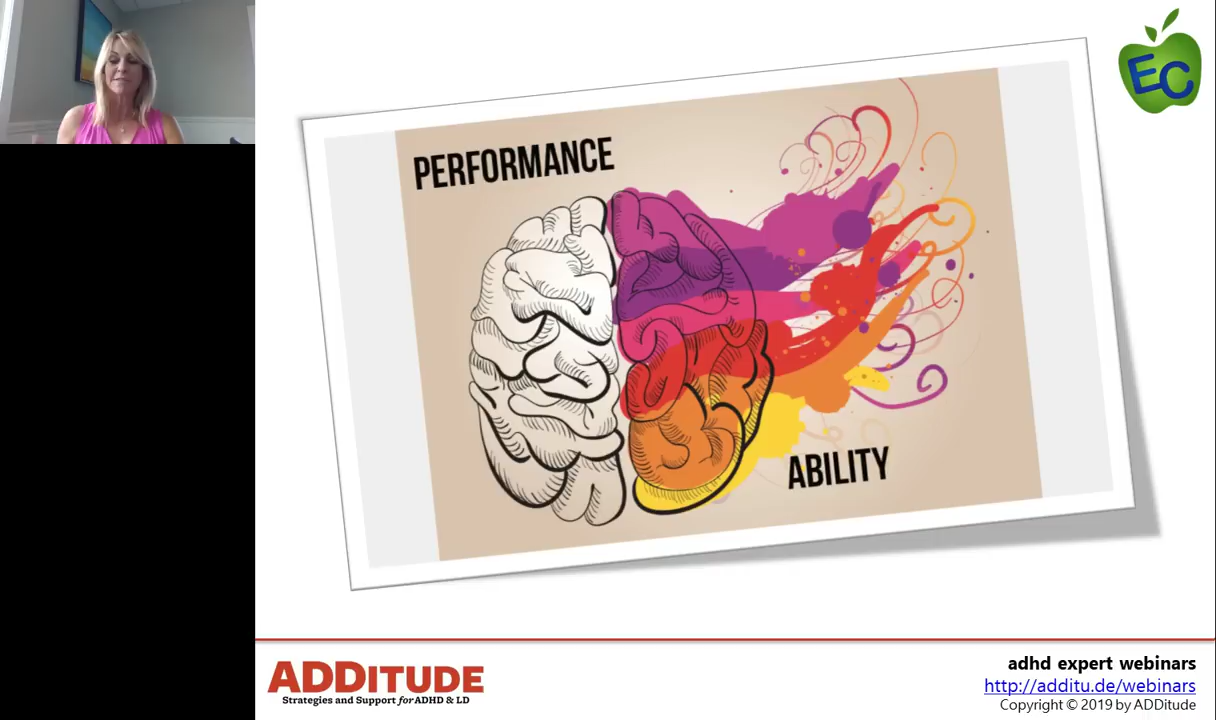 EC
PERFORMANCE
ABILITY
ADDITUDE
Strategies and Support for ADHD & LD
adhd expert webinars
http://additu.de/webinars
Copyright © 2019 by ADDitude